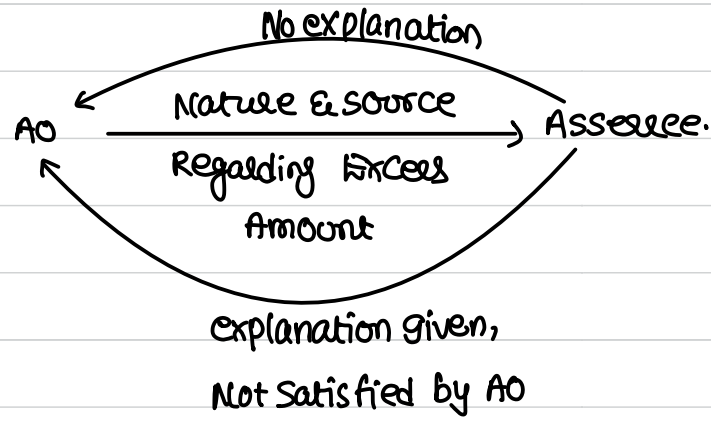 No explanation
Nature & source
AO
Assessee.
Regarding Excess
Amount
explanation given,
Not satisfied by AO